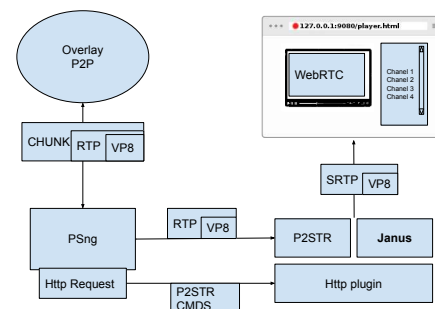 Overlay
P2P
127.0.0.1:9080/player.html
WebRTC
Chanel 1
Chanel 2
Chanel 3
Chanel 4
CHUNK
RTP
VP8
SRTP
VP8
PSng
RTP
VP8
P2STR
Janus
Http Request
P2STR
CMDS
Http plugin